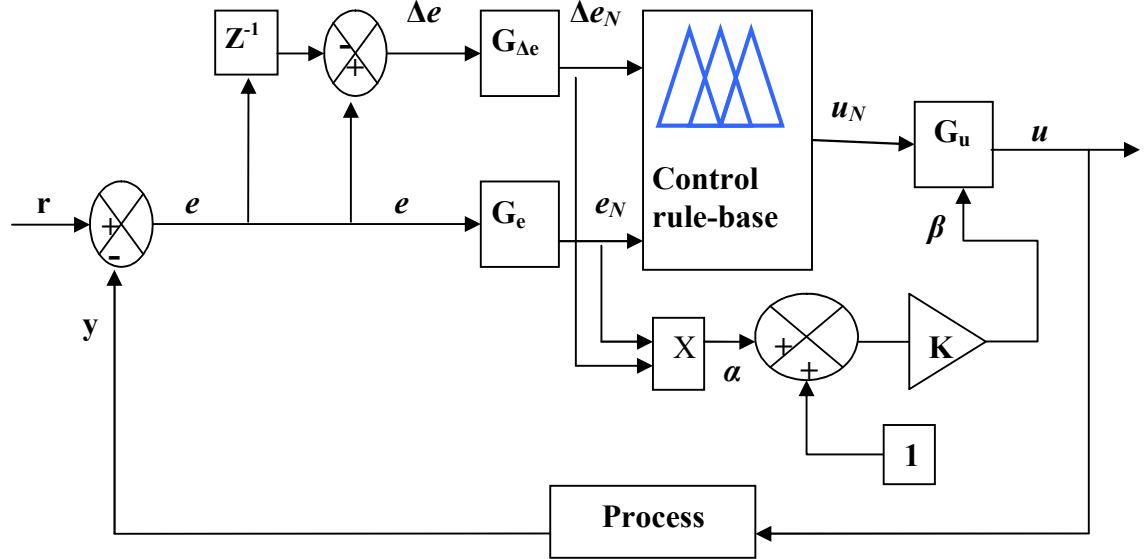 Z-1
-
+
Δe
GΔe
ΔeN
Control
rule-base
uN
Gu
u
r
+
-
e
e
Ge
eN
β
y
X
α
+
+
K
1
Process